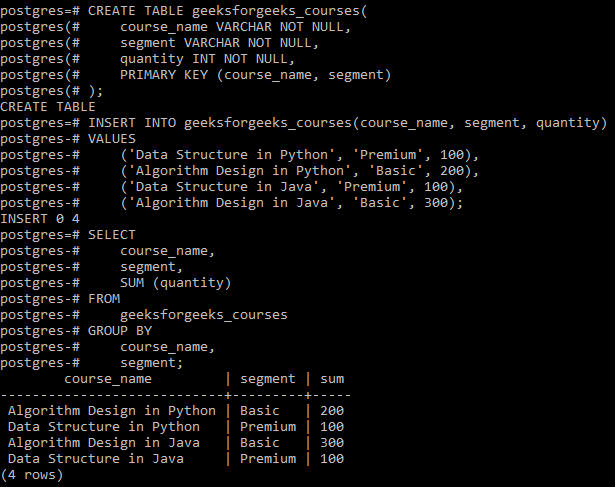 postgres=# CREATE TABLE geeksforgeeks_courses(
postgres(#     course_name VARCHAR NOT NULL,
postgres(#     segment VARCHAR NOT NULL,
postgres(#     quantity INT NOT NULL,
postgres(#     PRIMARY KEY (course_name, segment)
postgres(# );
CREATE TABLE
postgres=# INSERT INTO geeksforgeeks_courses(course_name, segment, quantity)
postgres-# VALUES
postgres-#     ('Data Structure in Python', 'Premium', 100),
postgres-#     ('Algorithm Design in Python', 'Basic', 200),
postgres-#     ('Data Structure in Java', 'Premium', 100),
postgres-#     ('Algorithm Design in Java', 'Basic', 300);
INSERT 0 4
postgres=# SELECT
postgres-#     course_name,
postgres-#     segment,
postgres-#     SUM (quantity)
postgres-# FROM
postgres-#     geeksforgeeks_courses
postgres-# GROUP BY
postgres-#     course_name,
postgres-#     segment;
        course_name         | segment | sum
----------------------------+---------+-----
 Algorithm Design in Python | Basic   | 200
 Data Structure in Python   | Premium | 100
 Algorithm Design in Java   | Basic   | 300
 Data Structure in Java     | Premium | 100
(4 rows)